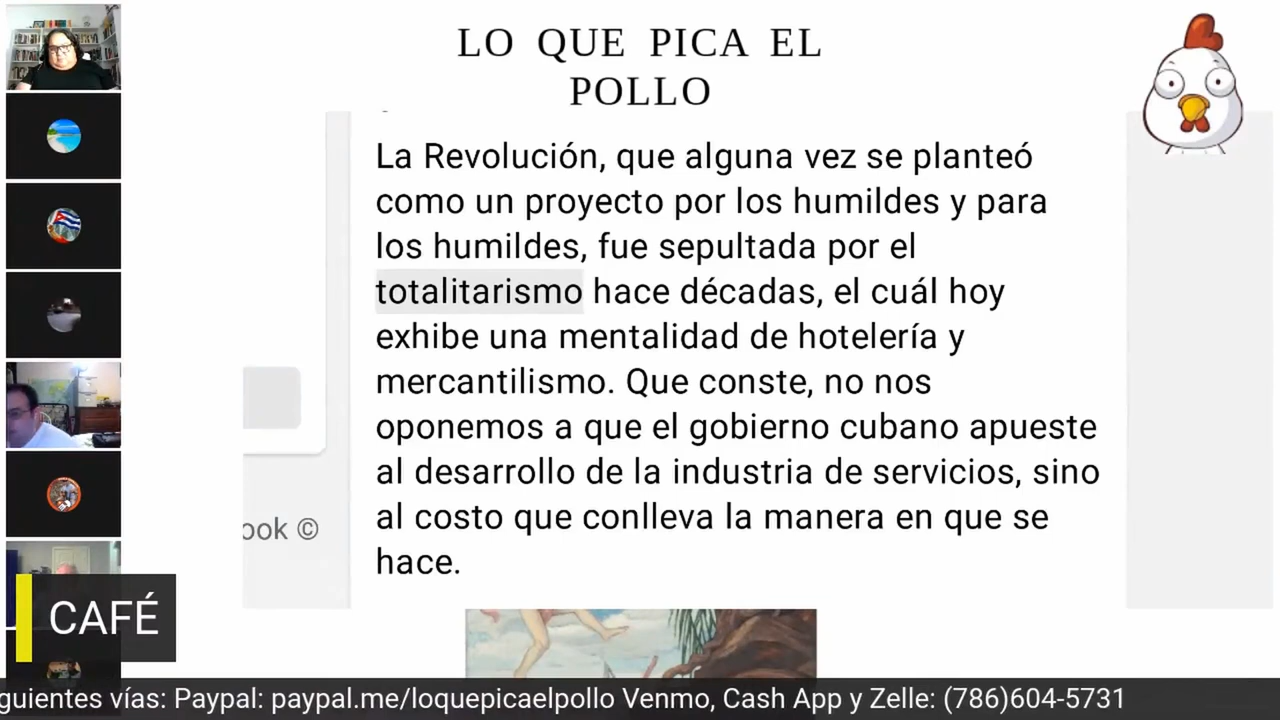 LO QUE PICA EL
POLLO
La Revolución, que alguna vez se planteó
como un proyecto por los humildes y para
los humildes, fue sepultada por el
totalitarismo hace décadas, el cuál hoy
exhibe una mentalidad de hotelería y
mercantilismo. Que conste, no nos
oponemos a que el gobierno cubano apueste
al desarrollo de la industria de servicios, sino
al costo que conlleva la manera en que se
hace.
ook ©
CAFÉ
guientes vías: Paypal: paypal.me/loquepicaelpollo Venmo, Cash App y Zelle: (786)604-5731